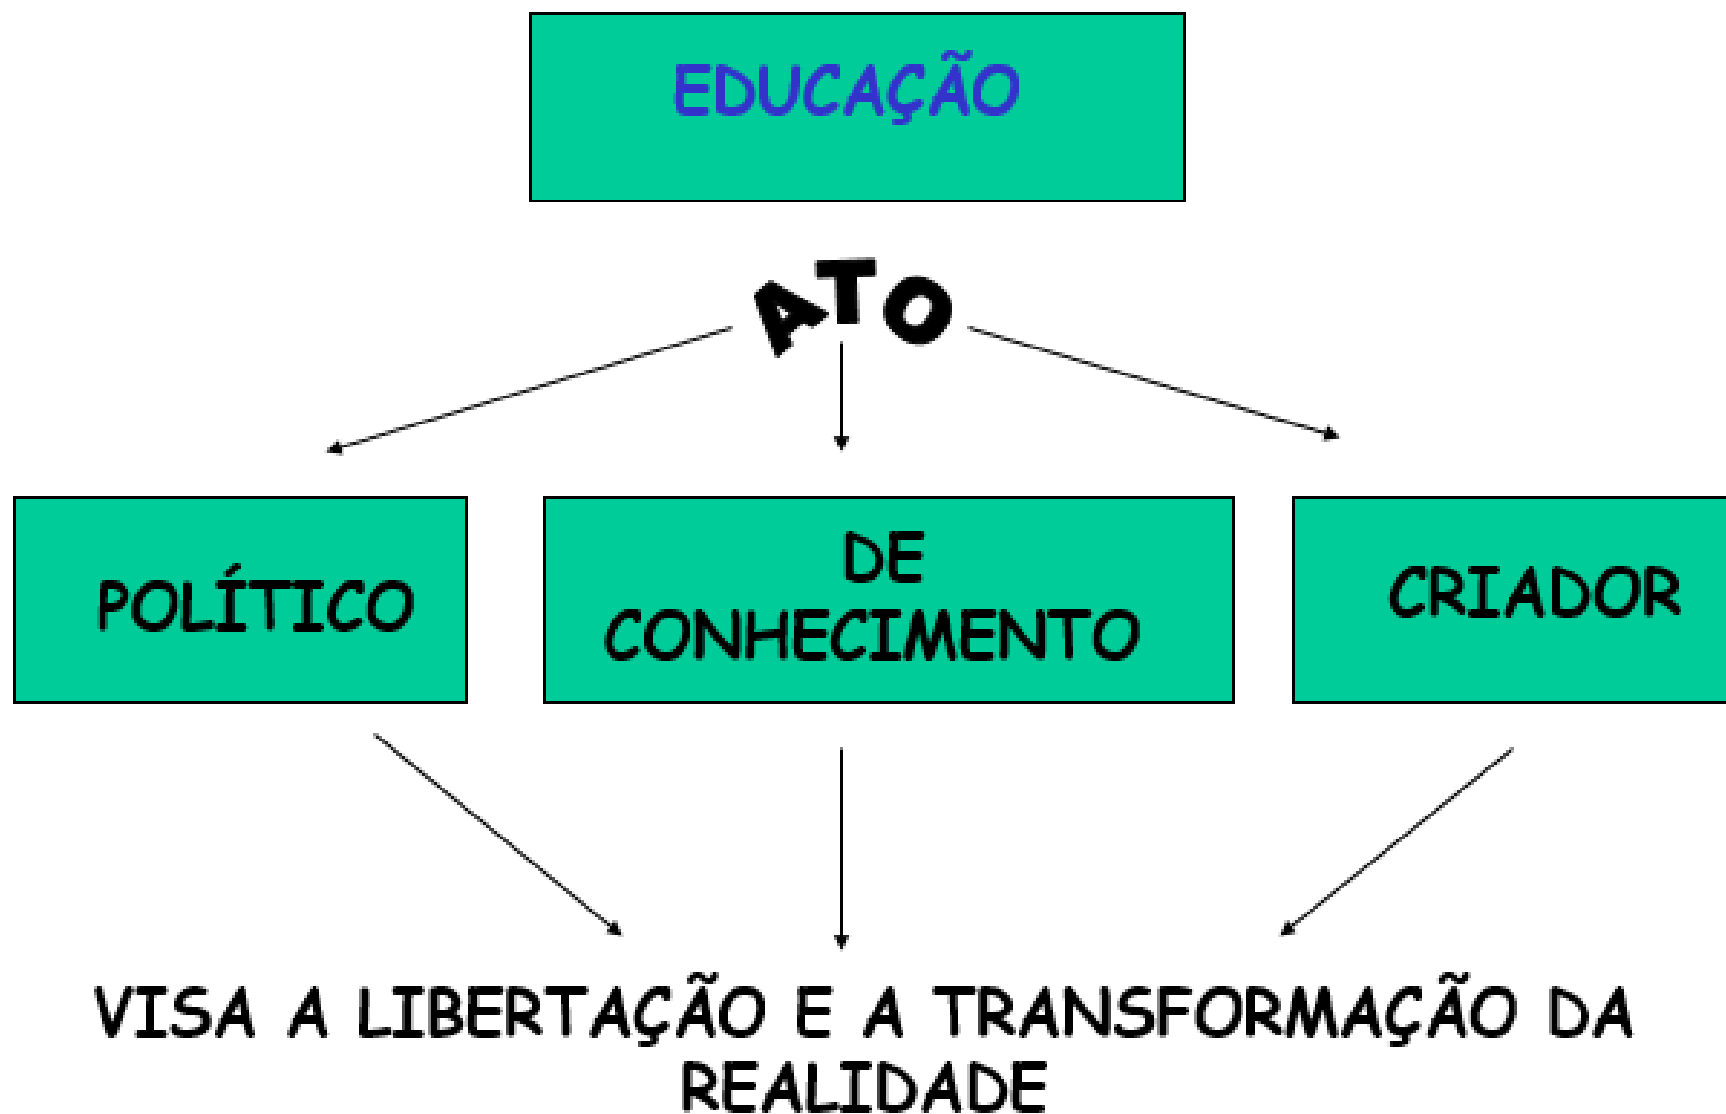 EDUCAÇÃO
ATO
POLÍTICO
DE
CONHECIMENTO
CRIADOR
VISA A LIBERTAÇÃO E A TRANSFORMAÇÃO DA
REALIDADE